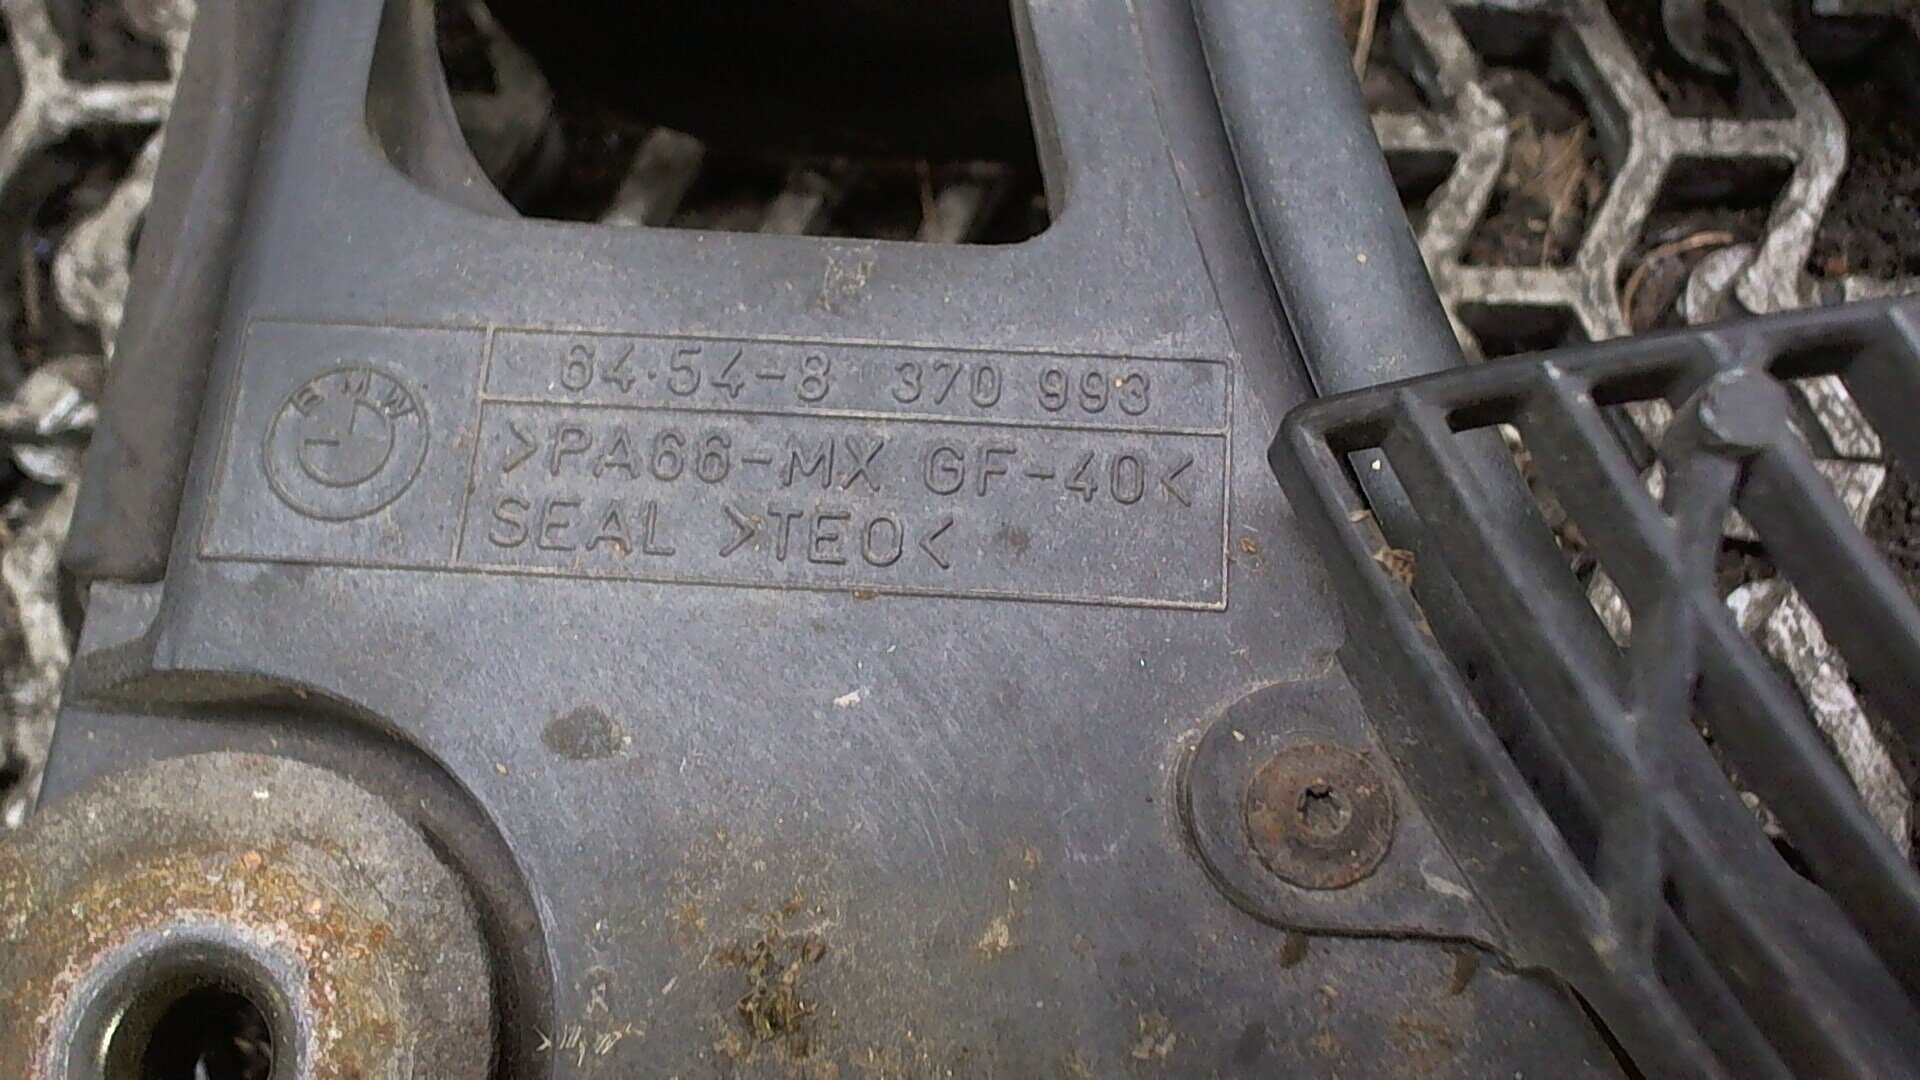 BMW
64.54-8 370 993
>PA66-MX GF-40<
SEAL >TEO<